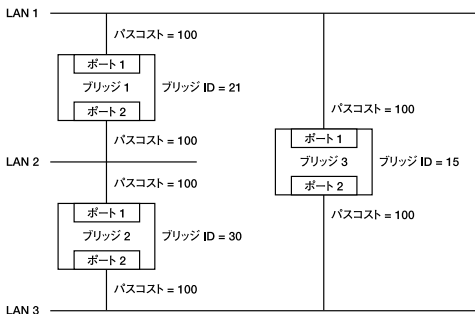 LAN 1
パスコスト = 100
ポート 1
ブリッジ 1
ブリッジ ID = 21
ポート 2
パスコスト = 100
LAN 2
パスコスト = 100
ポート 1
ブリッジ 2
ブリッジ ID = 30
ポート 2
パスコスト = 100
LAN 3
パスコスト = 100
ポート 1
ブリッジ 3
ブリッジ ID = 15
ポート 2
パスコスト = 100